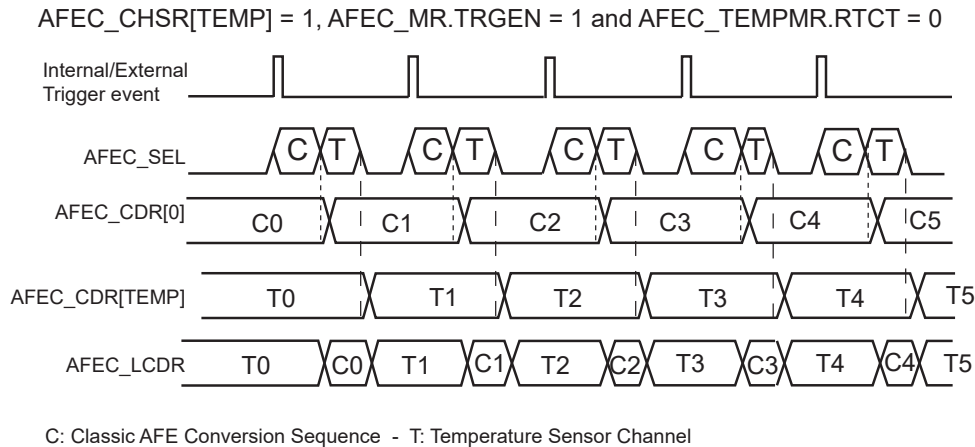 AFEC_CHSR[TEMP] = 1, AFEC_MR.TRGEN = 1 and AFEC_TEMPMR.RTCT = 0
Internal/External
Trigger event
AFEC_SEL C T C T C T C T C T
AFEC_CDR[0] C0 C1 C2 C3 C4 C5
AFEC_CDR[TEMP] T0 T1 T2 T3 T4 T5
AFEC_LCDR T0 C0 T1 C1 T2 C2 T3 C3 T4 C4 T5
C: Classic AFE Conversion Sequence - T: Temperature Sensor Channel